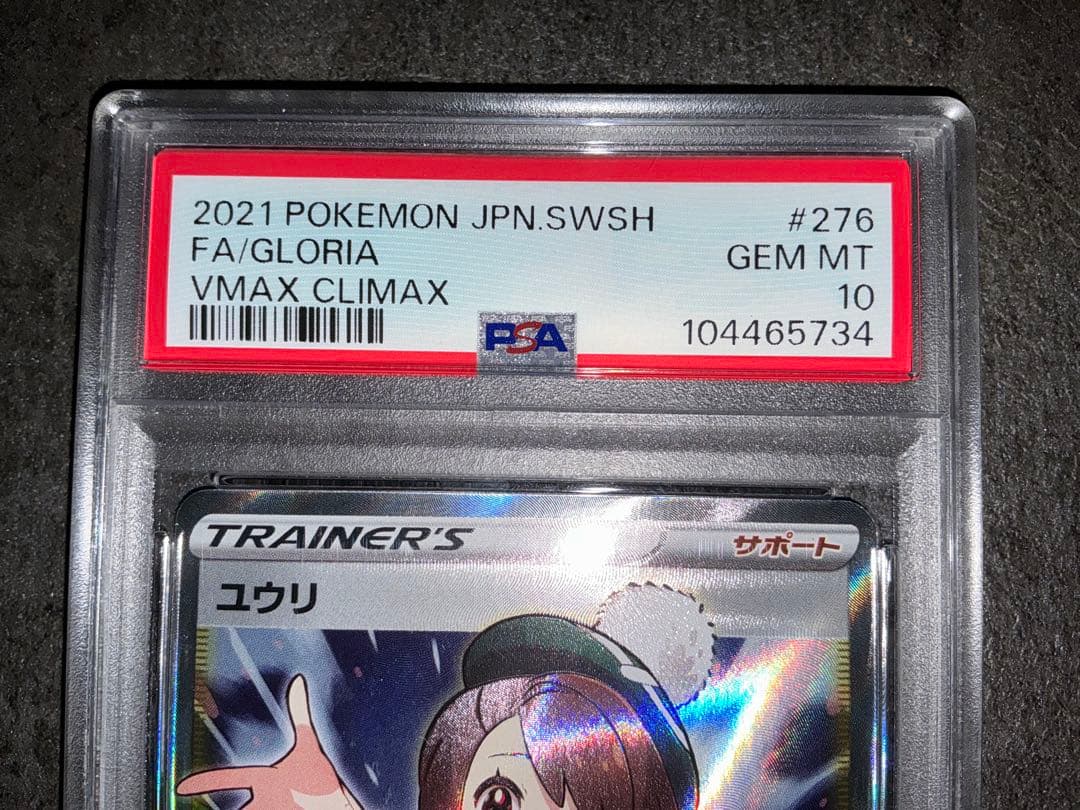 2021 POKEMON JPN.SWSH #276
FA/GLORIA GEM MT
VMAX CLIMAX 10
PSA 104465734
TRAINER'S サポート
ユウリ